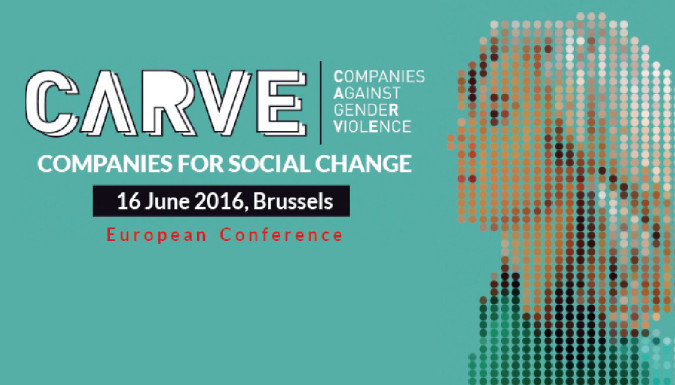 CARVE
COMPANIES
AGAINST
GENDER
VIOLENCE
COMPANIES FOR SOCIAL CHANGE
16 June 2016, Brussels
European Conference